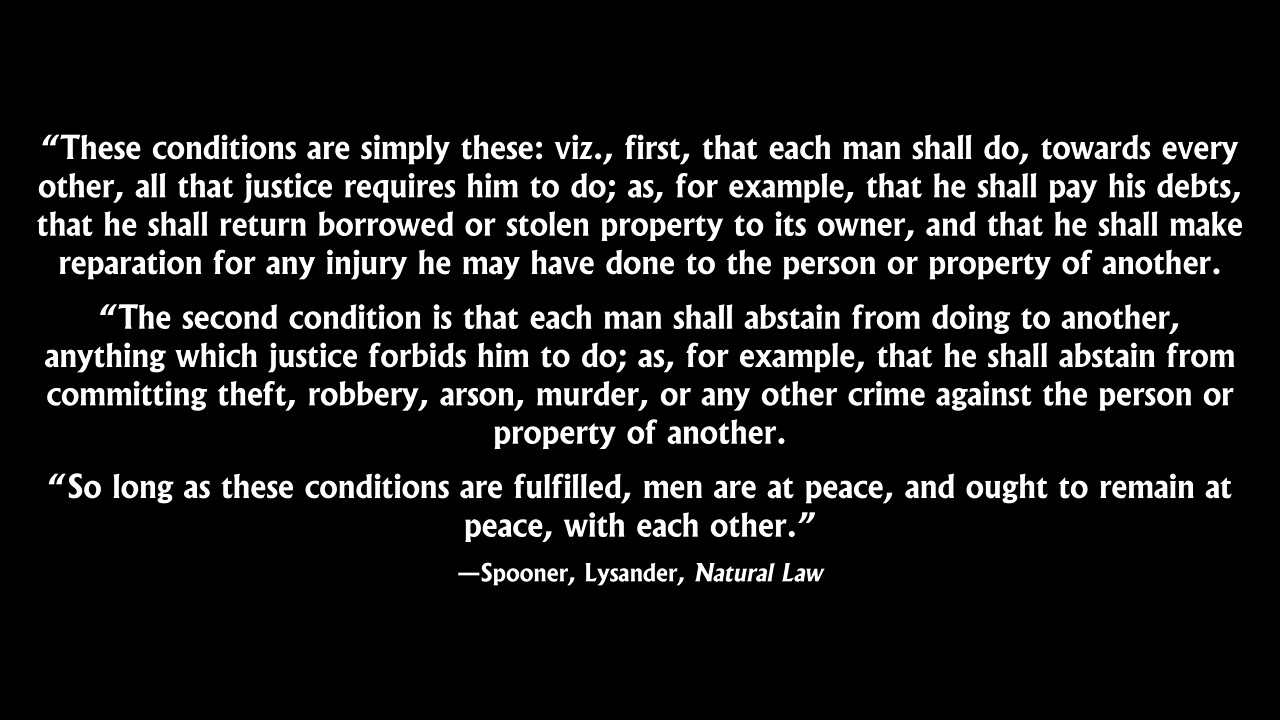 “These conditions are simply these: viz., first, that each man shall do, towards every
other, all that justice requires him to do; as, for example, that he shall pay his debts,
that he shall return borrowed or stolen property to its owner, and that he shall make
reparation for any injury he may have done to the person or property of another.
“The second condition is that each man shall abstain from doing to another,
anything which justice forbids him to do; as, for example, that he shall abstain from
committing theft, robbery, arson, murder, or any other crime against the person or
property of another.
“So long as these conditions are fulfilled, men are at peace, and ought to remain at
peace, with each other.”
—Spooner, Lysander, Natural Law